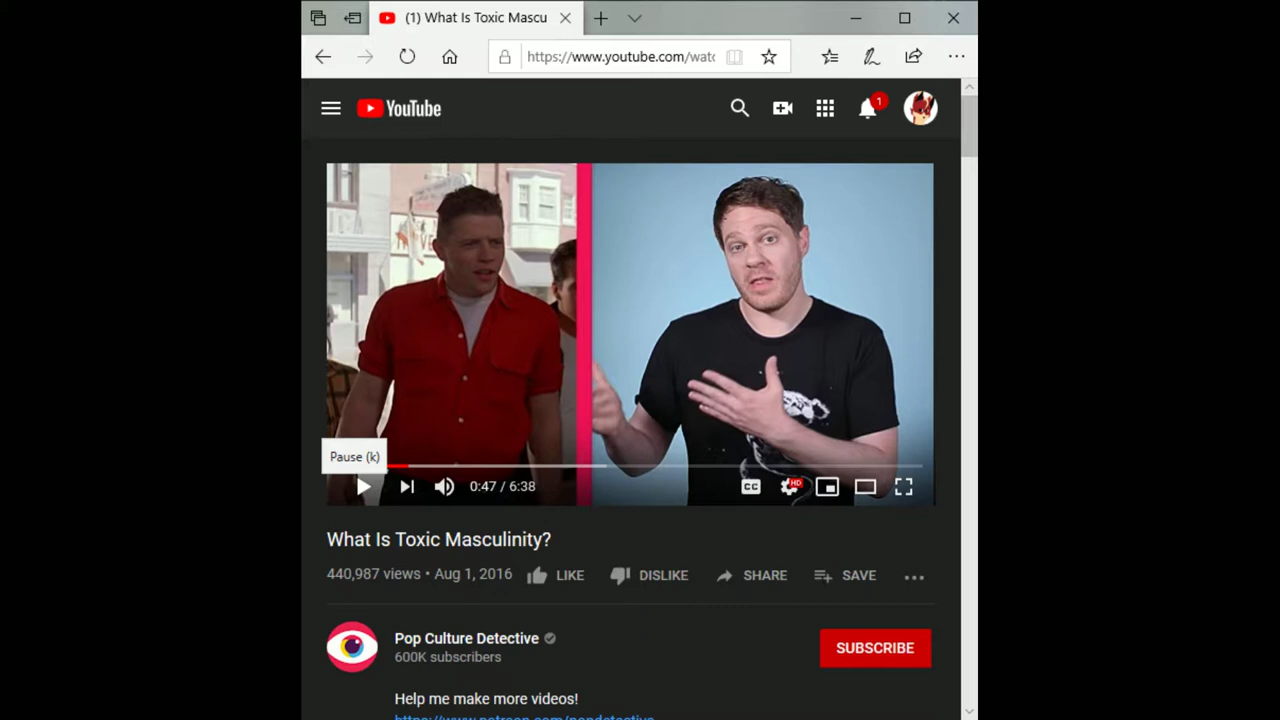 (1) What Is Toxic Mascu
https://www.youtube.com/watc
YouTube
1
Pause (k)
0:47 / 6:38
CC
HD
What Is Toxic Masculinity?
440,987 views • Aug 1, 2016 LIKE DISLIKE SHARE SAVE
Pop Culture Detective
600K subscribers
SUBSCRIBE
Help me make more videos!